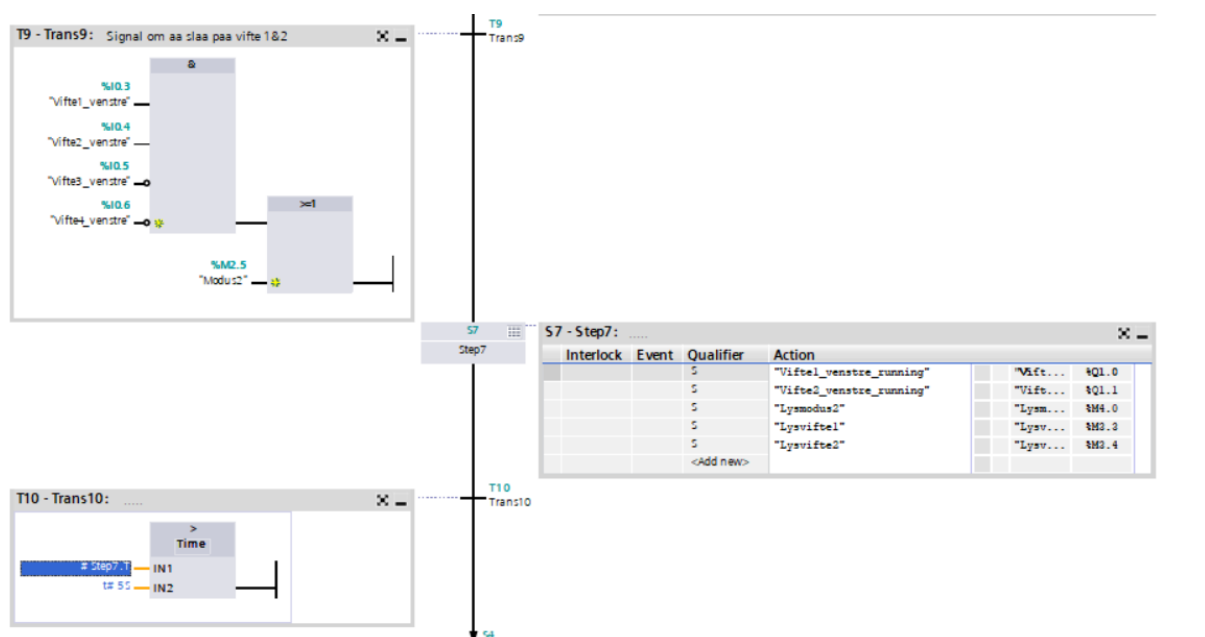 T9 - Trans9: Signal om aa slaa paa vifte 1&2
T9
Trans9
&
%I0.3
"Vifte1_venstre"
%I0.4
"Vifte2_venstre"
%I0.5
"Vifte3_venstre"
%I0.6
"Vifte4_venstre"
>=1
%M2.5
"Modus2"
S7
Step7
S7 - Step7: .....
Interlock Event Qualifier Action
S "Vifte1_venstre_running" "Vift... %Q1.0
S "Vifte2_venstre_running" "Vift... %Q1.1
S "Lysmodus2" "Lysm... %M4.0
S "Lysvifte1" "Lysv... %M3.3
S "Lysvifte2" "Lysv... %M3.4
<Add new>
T10 - Trans10: .....
T10
Trans10
>
Time
# Step7.T IN1
t# 5S IN2
S4